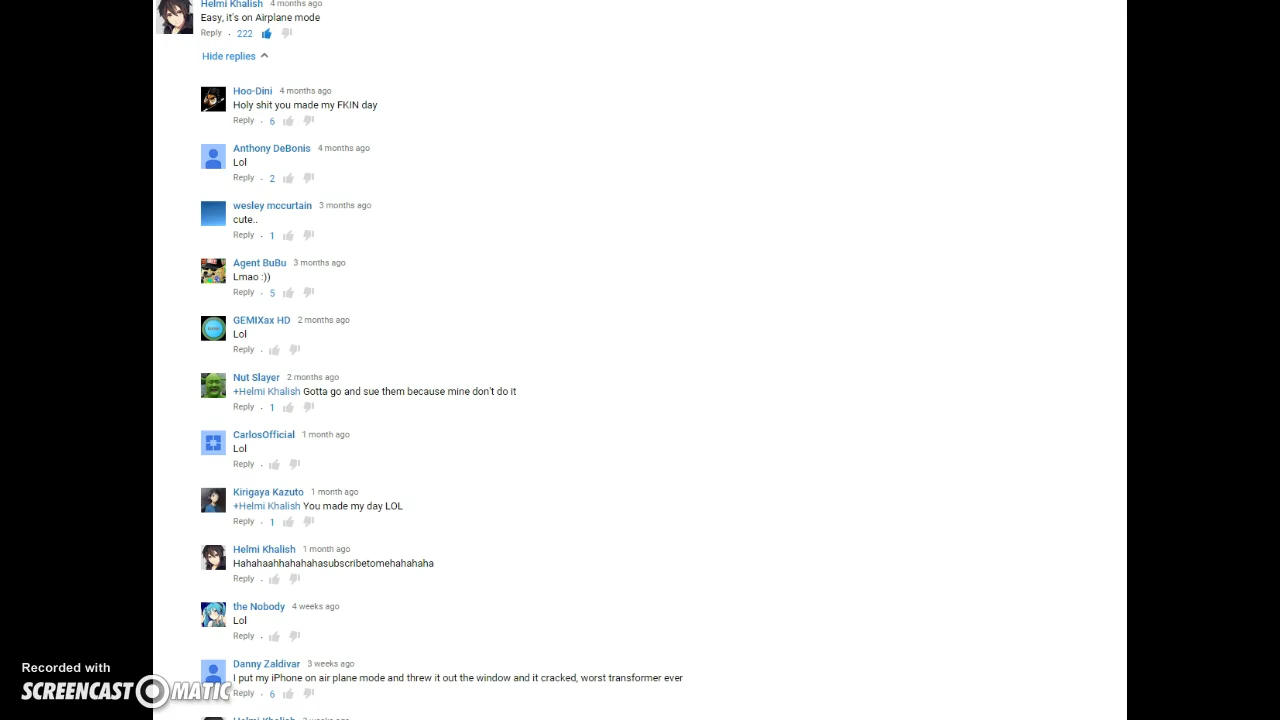 Helmi Khalish 4 months ago
Easy, it's on Airplane mode
Reply . 222
Hide replies
Hoo-Dini 4 months ago
Holy shit you made my FKIN day
Reply . 6
Anthony DeBonis 4 months ago
Lol
Reply . 2
wesley mccurtain 3 months ago
cute..
Reply . 1
Agent BuBu 3 months ago
Lmao :))
Reply . 5
GEMIXax HD 2 months ago
Lol
Reply .
Nut Slayer 2 months ago
+Helmi Khalish Gotta go and sue them because mine don't do it
Reply . 1
CarlosOfficial 1 month ago
Lol
Reply .
Kirigaya Kazuto 1 month ago
+Helmi Khalish You made my day LOL
Reply . 1
Helmi Khalish 1 month ago
Hahahaahhahahahasubscribetomehahahaha
Reply .
the Nobody 4 weeks ago
Lol
Reply .
Danny Zaldivar 3 weeks ago
I put my iPhone on air plane mode and threw it out the window and it cracked, worst transformer ever
Reply . 6
Helmi Khalish 3 weeks ago
Recorded with
SCREENCAST-O-MATIC